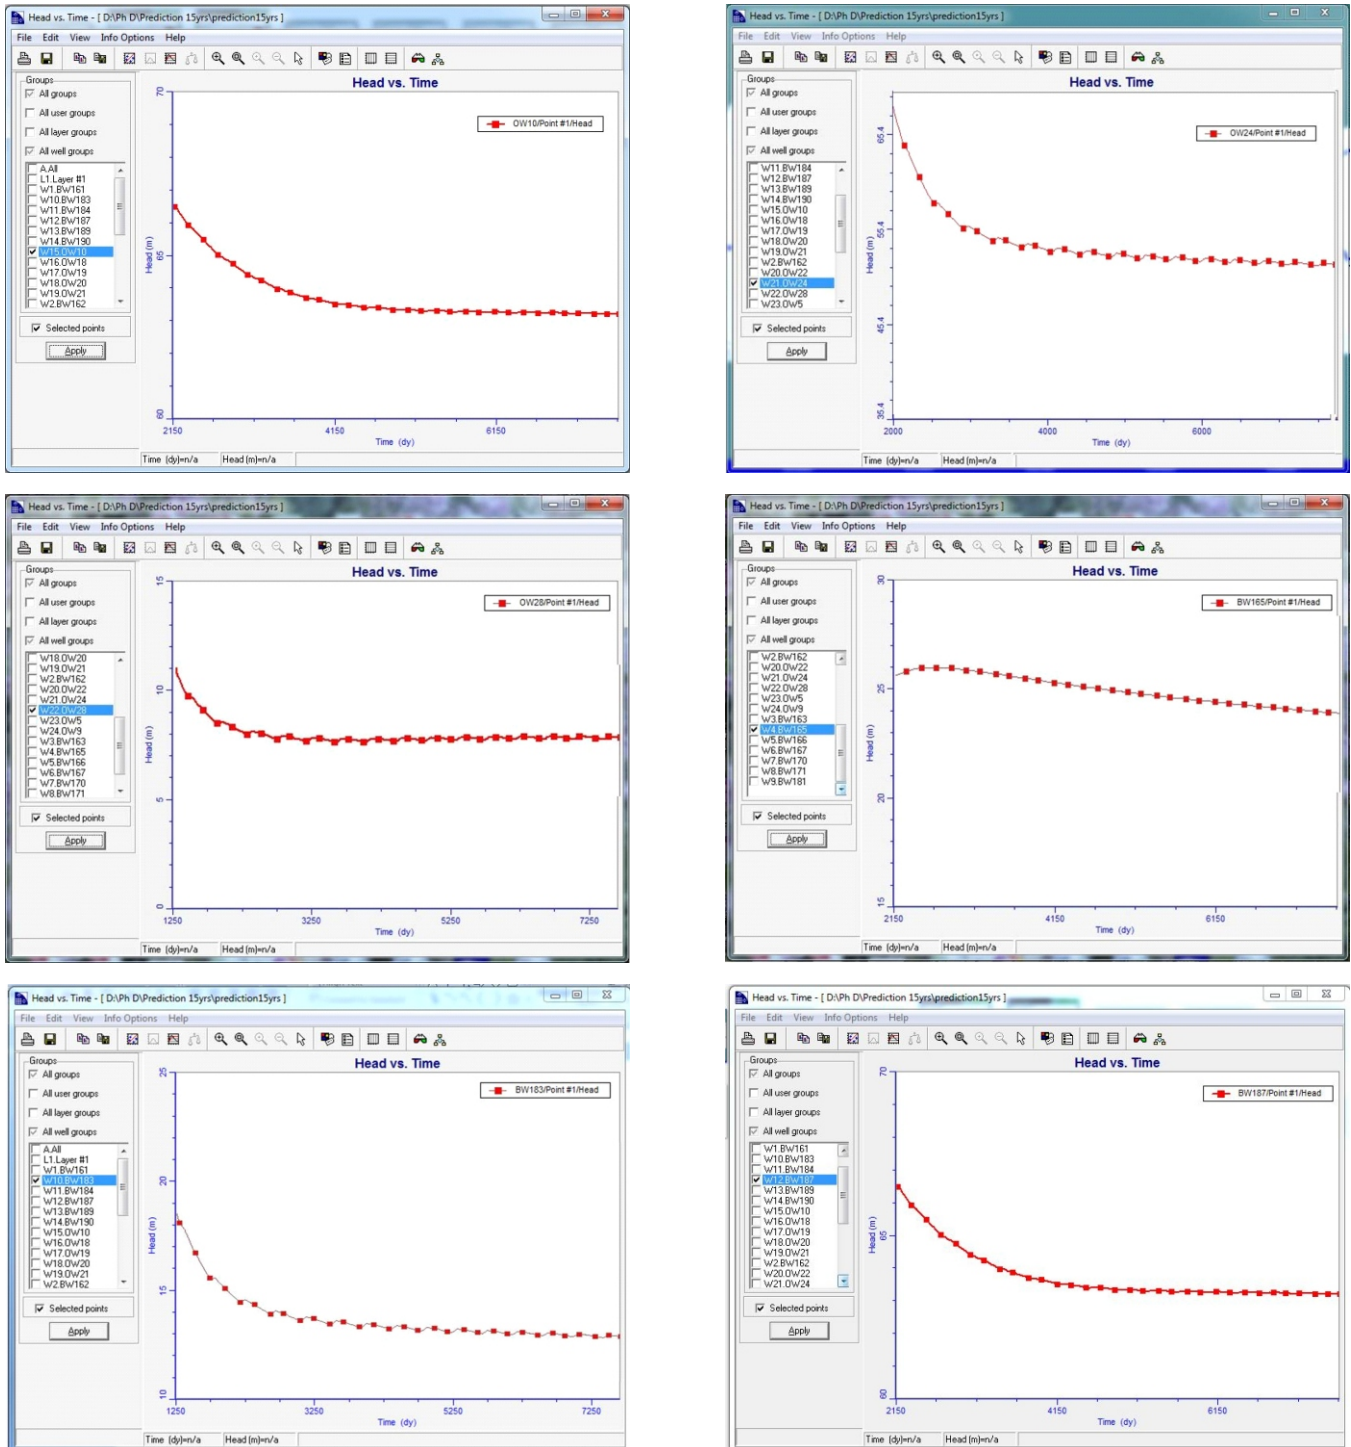 Head vs. Time - [ D:\Ph D\Prediction 15yrs\prediction15yrs ]
File Edit View Info Options Help
Groups
All groups
All user groups
All layer groups
All well groups
A.All
L1.Layer #1
W1.BW161
W10.BW183
W11.BW184
W12.BW187
W13.BW189
W14.BW190
W15.OW10
W16.OW18
W17.OW19
W18.OW20
W19.OW21
W2.BW162
Selected points
Apply
Head vs. Time
OW10/Point #1/Head
70
65
60
Head (m)
2150 4150 6150
Time (dy)
Time (dy)=n/a Head (m)=n/a
Head vs. Time - [ D:\Ph D\Prediction 15yrs\prediction15yrs ]
File Edit View Info Options Help
Groups
All groups
All user groups
All layer groups
All well groups
W11.BW184
W12.BW187
W13.BW189
W14.BW190
W15.OW10
W16.OW18
W17.OW19
W18.OW20
W19.OW21
W2.BW162
W20.OW22
W21.OW24
W22.OW28
W23.OW5
Selected points
Apply
Head vs. Time
OW24/Point #1/Head
65.4
55.4
45.4
35.4
Head (m)
2000 4000 6000
Time (dy)
Time (dy)=n/a Head (m)=n/a
Head vs. Time - [ D:\Ph D\Prediction 15yrs\prediction15yrs ]
File Edit View Info Options Help
Groups
All groups
All user groups
All layer groups
All well groups
W18.OW20
W19.OW21
W2.BW162
W20.OW22
W21.OW24
W22.OW28
W23.OW5
W24.OW9
W3.BW163
W4.BW165
W5.BW166
W6.BW167
W7.BW170
W8.BW171
Selected points
Apply
Head vs. Time
OW28/Point #1/Head
15
10
5
0
Head (m)
1250 3250 5250 7250
Time (dy)
Time (dy)=n/a Head (m)=n/a
Head vs. Time - [ D:\Ph D\Prediction 15yrs\prediction15yrs ]
File Edit View Info Options Help
Groups
All groups
All user groups
All layer groups
All well groups
W2.BW162
W20.OW22
W21.OW24
W22.OW28
W23.OW5
W24.OW9
W3.BW163
W4.BW165
W5.BW166
W6.BW167
W7.BW170
W8.BW171
W9.BW181
Selected points
Apply
Head vs. Time
BW165/Point #1/Head
30
25
20
15
Head (m)
2150 4150 6150
Time (dy)
Time (dy)=n/a Head (m)=n/a
Head vs. Time - [ D:\Ph D\Prediction 15yrs\prediction15yrs ]
File Edit View Info Options Help
Groups
All groups
All user groups
All layer groups
All well groups
A.All
L1.Layer #1
W1.BW161
W10.BW183
W11.BW184
W12.BW187
W13.BW189
W14.BW190
W15.OW10
W16.OW18
W17.OW19
W18.OW20
W19.OW21
W2.BW162
Selected points
Apply
Head vs. Time
BW183/Point #1/Head
25
20
15
10
Head (m)
1250 3250 5250 7250
Time (dy)
Time (dy)=n/a Head (m)=n/a
Head vs. Time - [ D:\Ph D\Prediction 15yrs\prediction15yrs ]
File Edit View Info Options Help
Groups
All groups
All user groups
All layer groups
All well groups
W1.BW161
W10.BW183
W11.BW184
W12.BW187
W13.BW189
W14.BW190
W15.OW10
W16.OW18
W17.OW19
W18.OW20
W19.OW21
W2.BW162
W20.OW22
W21.OW24
Selected points
Apply
Head vs. Time
BW187/Point #1/Head
70
65
60
Head (m)
2150 4150 6150
Time (dy)
Time (dy)=n/a Head (m)=n/a